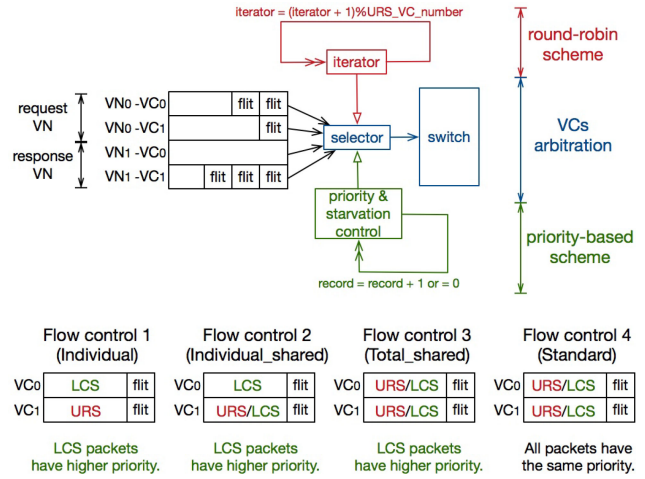 iterator = (iterator + 1)%URS_VC_number
round-robin
scheme
iterator
request
VN
response
VN
VN0 -VC0
flit flit
VN0 -VC1
flit
VN1 -VC0
VN1 -VC1
flit flit flit
selector
switch
VCs
arbitration
priority &
starvation
control
priority-based
scheme
record = record + 1 or = 0
Flow control 1
(Individual)
VC0 LCS flit
VC1 URS flit
LCS packets
have higher priority.
Flow control 2
(Individual_shared)
VC0 LCS flit
VC1 URS/LCS flit
LCS packets
have higher priority.
Flow control 3
(Total_shared)
VC0 URS/LCS flit
VC1 URS/LCS flit
LCS packets
have higher priority.
Flow control 4
(Standard)
VC0 URS/LCS flit
VC1 URS/LCS flit
All packets have
the same priority.